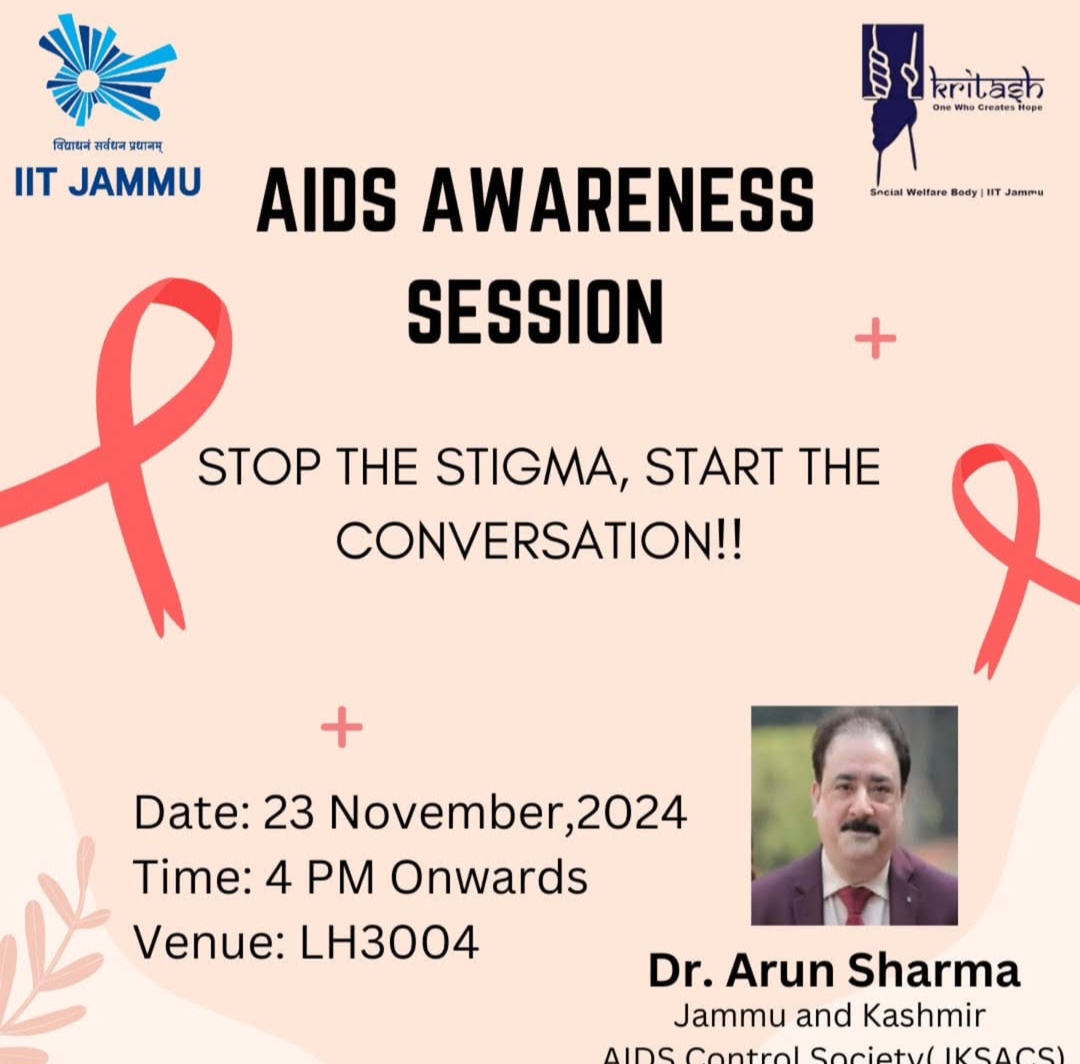 विद्याधनं सर्वधन प्रधानम्
IIT JAMMU
kritash
One Who Creates Hope
Social Welfare Body | IIT Jammu
AIDS AWARENESS
SESSION
STOP THE STIGMA, START THE
CONVERSATION!!
Date: 23 November,2024
Time: 4 PM Onwards
Venue: LH3004
Dr. Arun Sharma
Jammu and Kashmir
AIDS Control Society( JKSACS)